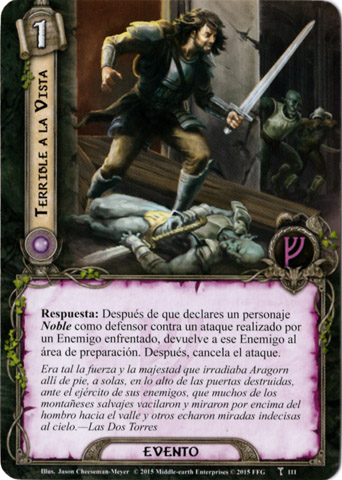 1
TERRIBLE A LA VISTA
Respuesta: Después de que declares un personaje
Noble como defensor contra un ataque realizado por
un Enemigo enfrentado, devuelve a ese Enemigo al
área de preparación. Después, cancela el ataque.
Era tal la fuerza y la majestad que irradiaba Aragorn
allí de pie, a solas, en lo alto de las puertas destruidas,
ante el ejército de sus enemigos, que muchos de los
montañeses salvajes vacilaron y miraron por encima del
hombro hacia el valle y otros echaron miradas indecisas
al cielo.—Las Dos Torres
EVENTO
Illus. Jason Cheeseman-Meyer © 2015 Middle-earth Enterprises © 2015 FFG 111